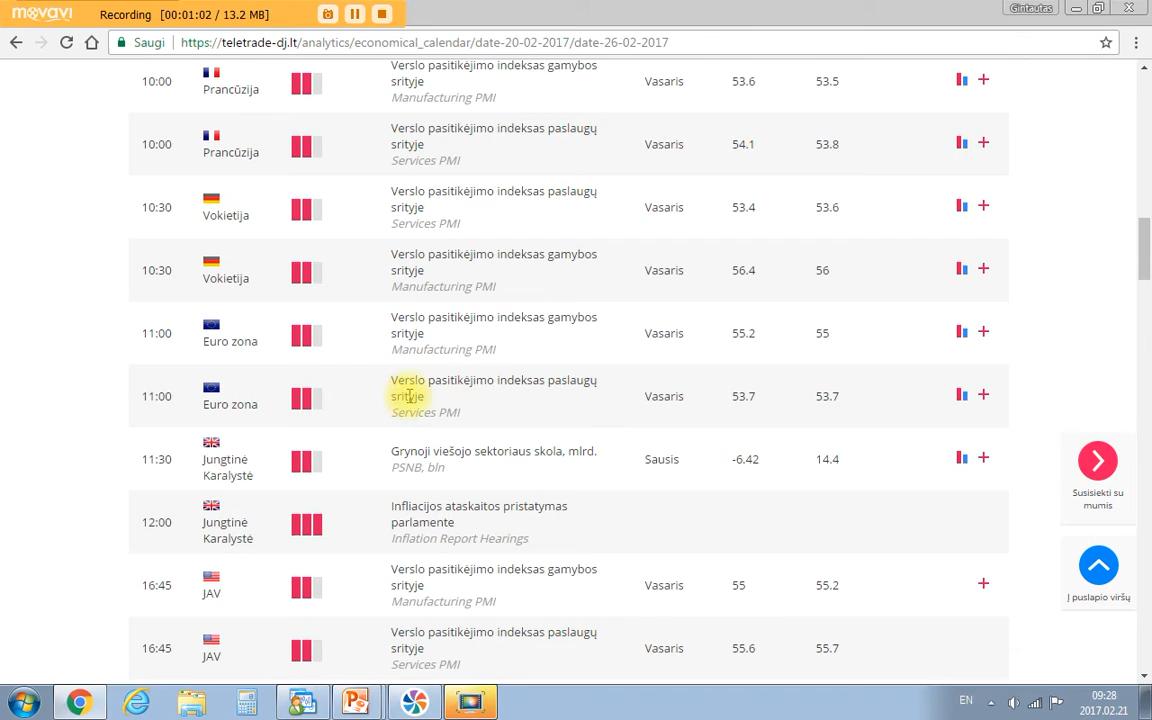 movavi Recording [00:01:02 / 13.2 MB]
Gintautas
Saugi https://teletrade-dj.lt/analytics/economical_calendar/date-20-02-2017/date-26-02-2017
10:00 Prancūzija Verslo pasitikėjimo indeksas gamybos
srityje Vasaris 53.6 53.5
Manufacturing PMI
10:00 Prancūzija Verslo pasitikėjimo indeksas paslaugų
srityje Vasaris 54.1 53.8
Services PMI
10:30 Vokietija Verslo pasitikėjimo indeksas paslaugų
srityje Vasaris 53.4 53.6
Services PMI
10:30 Vokietija Verslo pasitikėjimo indeksas gamybos
srityje Vasaris 56.4 56
Manufacturing PMI
11:00 Euro zona Verslo pasitikėjimo indeksas gamybos
srityje Vasaris 55.2 55
Manufacturing PMI
11:00 Euro zona Verslo pasitikėjimo indeksas paslaugų
srityje Vasaris 53.7 53.7
Services PMI
11:30 Jungtinė Grynoji viešojo sektoriaus skola, mlrd. Sausis -6.42 14.4
Karalystė PSNB, bln
Susisiekti su
mumis
12:00 Jungtinė Infliacijos ataskaitos pristatymas
Karalystė parlamente
Inflation Report Hearings
16:45 JAV Verslo pasitikėjimo indeksas gamybos
srityje Vasaris 55 55.2
Manufacturing PMI
Į puslapio viršų
16:45 JAV Verslo pasitikėjimo indeksas paslaugų
srityje Vasaris 55.6 55.7
Services PMI
EN 09:28
2017.02.21